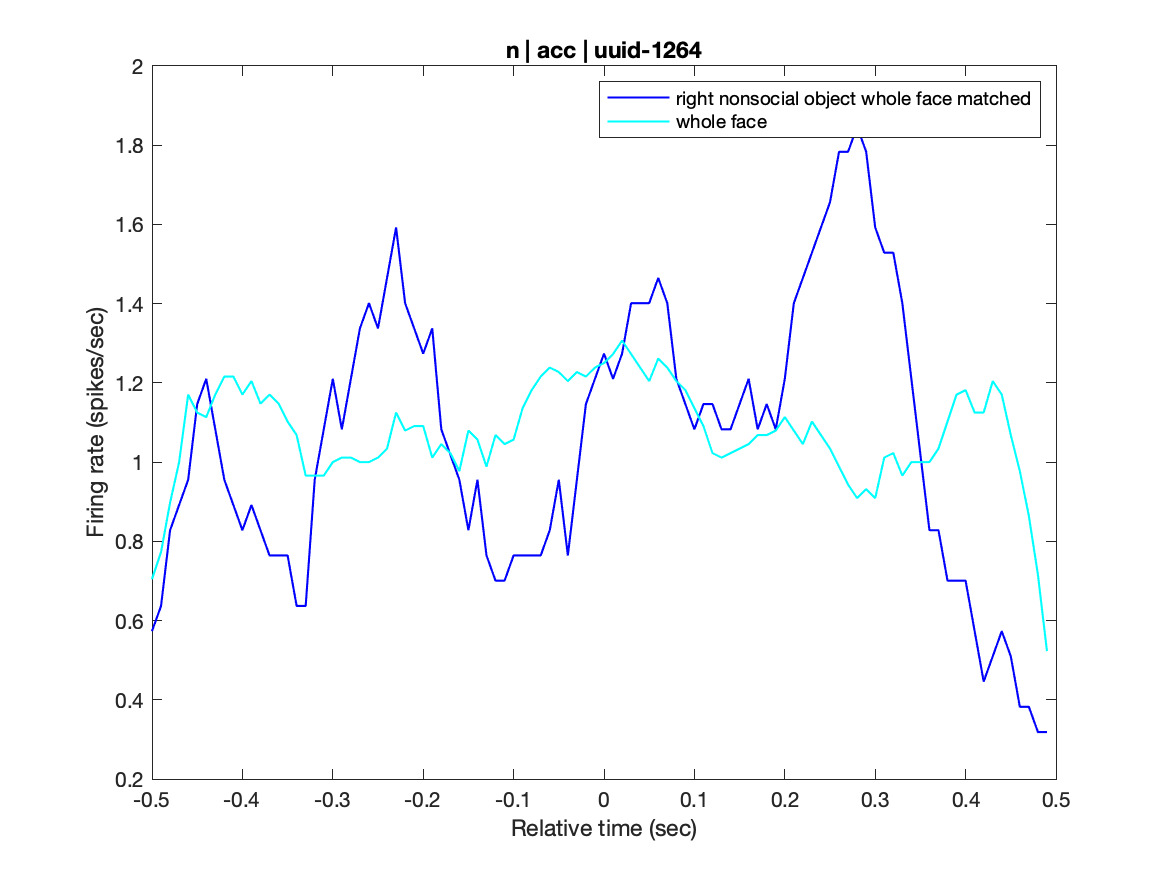 n | acc | uuid-1264
right nonsocial object whole face matched
whole face
2
1.8
1.6
1.4
1.2
1
0.8
0.6
0.4
0.2
Firing rate (spikes/sec)
-0.5 -0.4 -0.3 -0.2 -0.1 0 0.1 0.2 0.3 0.4 0.5
Relative time (sec)